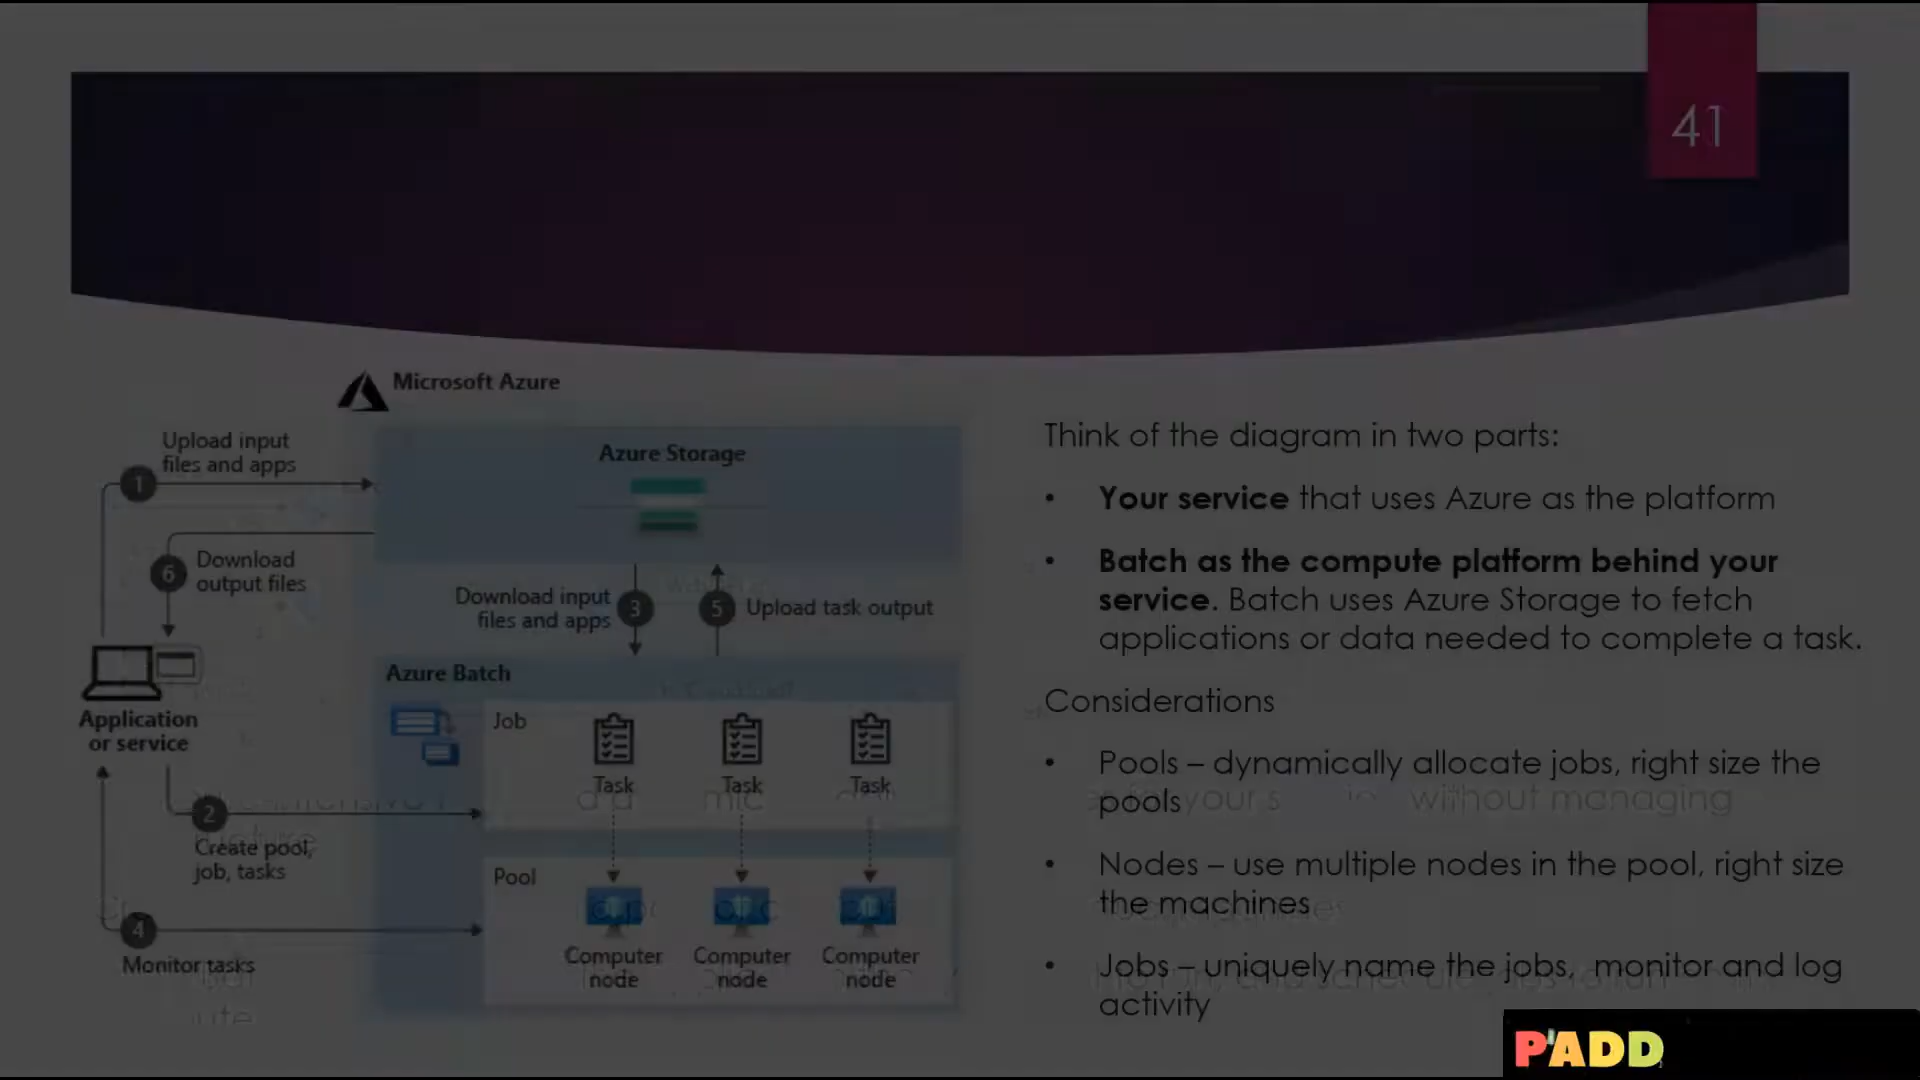 41
Microsoft Azure
Upload input
files and apps
1
Azure Storage
Download
output files
6
Download input
files and apps
3
5
Upload task output
Application
or service
Azure Batch
Job
Task
Task
Task
2
Create pool,
job, tasks
Pool
4
Monitor tasks
Computer
node
Computer
node
Computer
node
Think of the diagram in two parts:
• Your service that uses Azure as the platform
• Batch as the compute platform behind your
service. Batch uses Azure Storage to fetch
applications or data needed to complete a task.
Considerations
• Pools – dynamically allocate jobs, right size the
pools
• Nodes – use multiple nodes in the pool, right size
the machines
• Jobs – uniquely name the jobs, monitor and log
activity
without managing
PADD